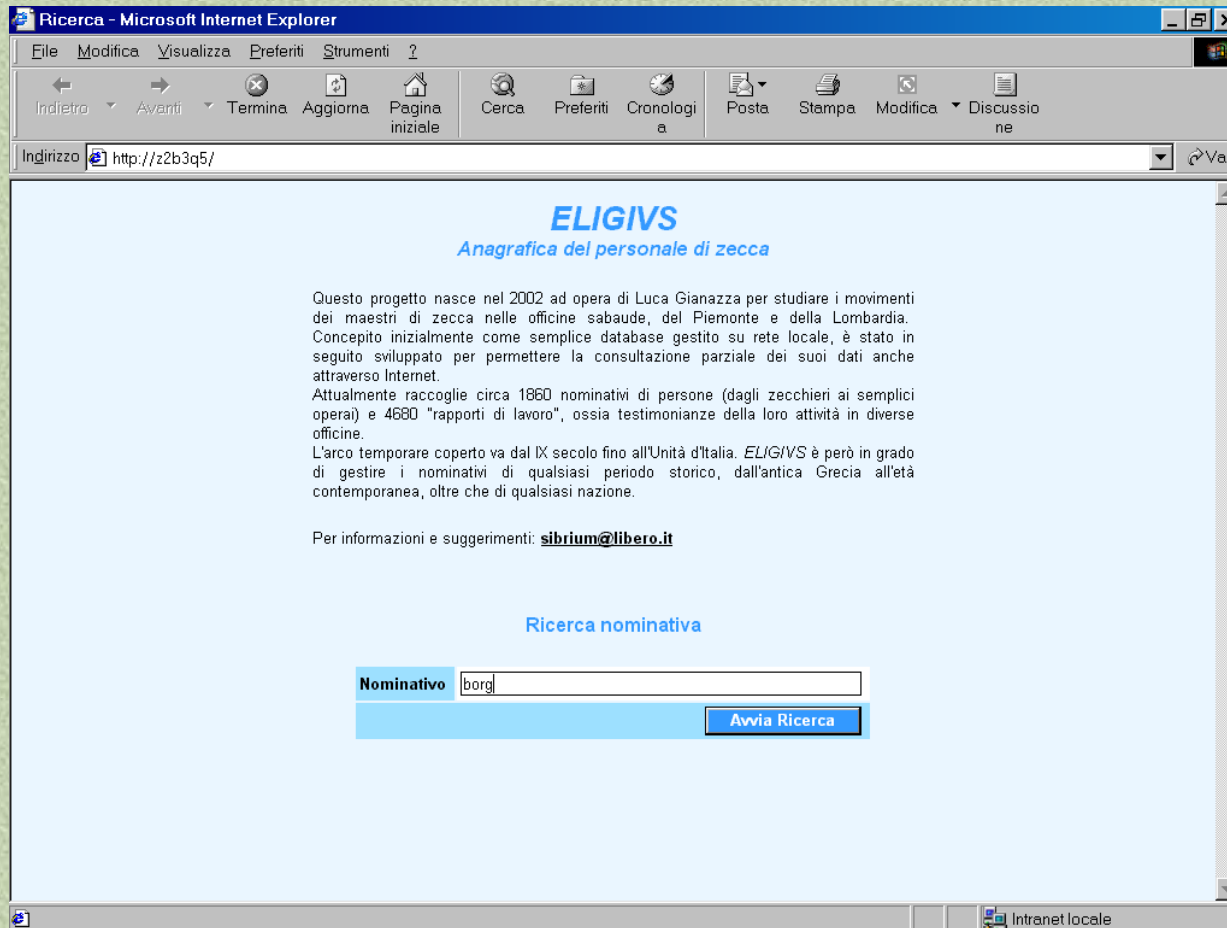 Ricerca - Microsoft Internet Explorer
File Modifica Visualizza Preferiti Strumenti ?
Indietro Avanti Termina Aggiorna Pagina iniziale Cerca Preferiti Cronologia Posta Stampa Modifica Discussione
Indirizzo http://z2b3q5/ Va
ELIGIVS
Anagrafica del personale di zecca
Questo progetto nasce nel 2002 ad opera di Luca Gianazza per studiare i movimenti
dei maestri di zecca nelle officine sabaude, del Piemonte e della Lombardia.
Concepito inizialmente come semplice database gestito su rete locale, è stato in
seguito sviluppato per permettere la consultazione parziale dei suoi dati anche
attraverso Internet.
Attualmente raccoglie circa 1860 nominativi di persone (dagli zecchieri ai semplici
operai) e 4680 "rapporti di lavoro", ossia testimonianze della loro attività in diverse
officine.
L'arco temporare coperto va dal IX secolo fino all'Unità d'Italia. ELIGIVS è però in grado
di gestire i nominativi di qualsiasi periodo storico, dall'antica Grecia all'età
contemporanea, oltre che di qualsiasi nazione.
Per informazioni e suggerimenti: sibrium@libero.it
Ricerca nominativa
Nominativo borg
Avvia Ricerca
Intranet locale